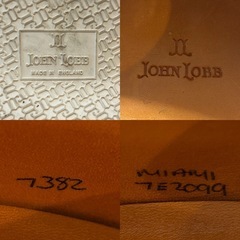 JOHN LOBB
MADE IN ENGLAND
JOHN LOBB
7382
MIAMI
7E2099